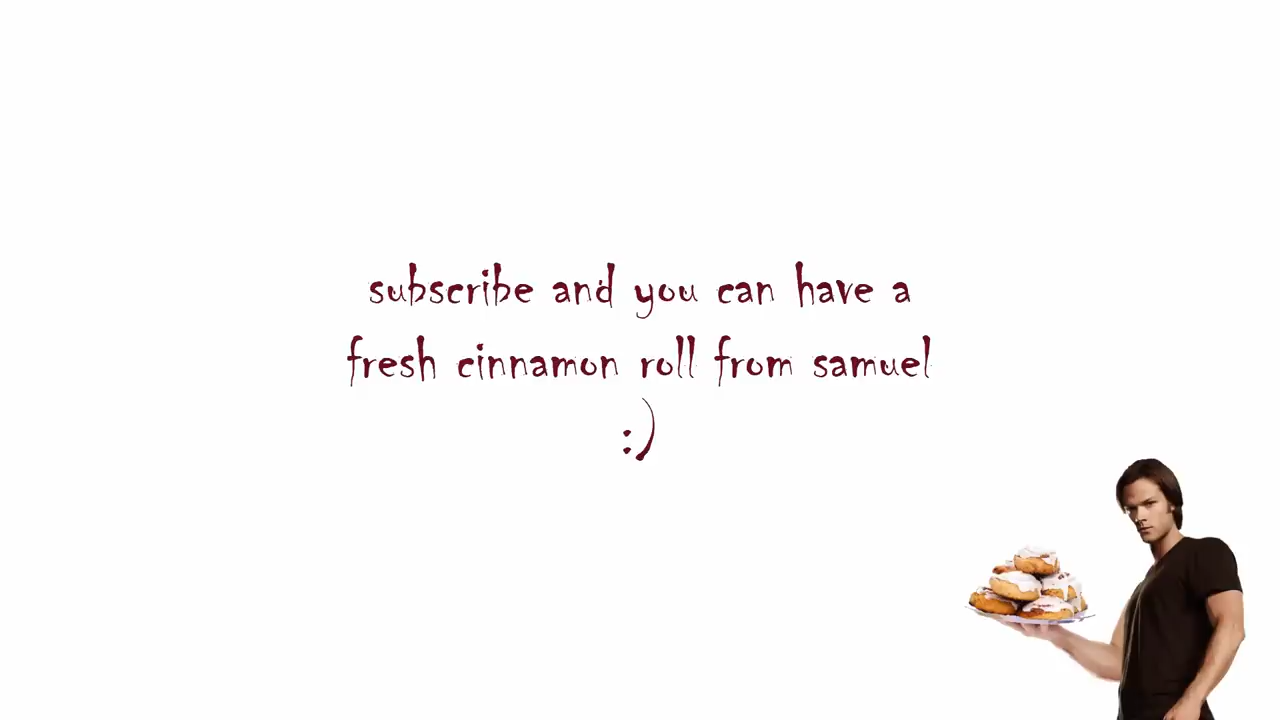 subscribe and you can have a
fresh cinnamon roll from samuel
:)